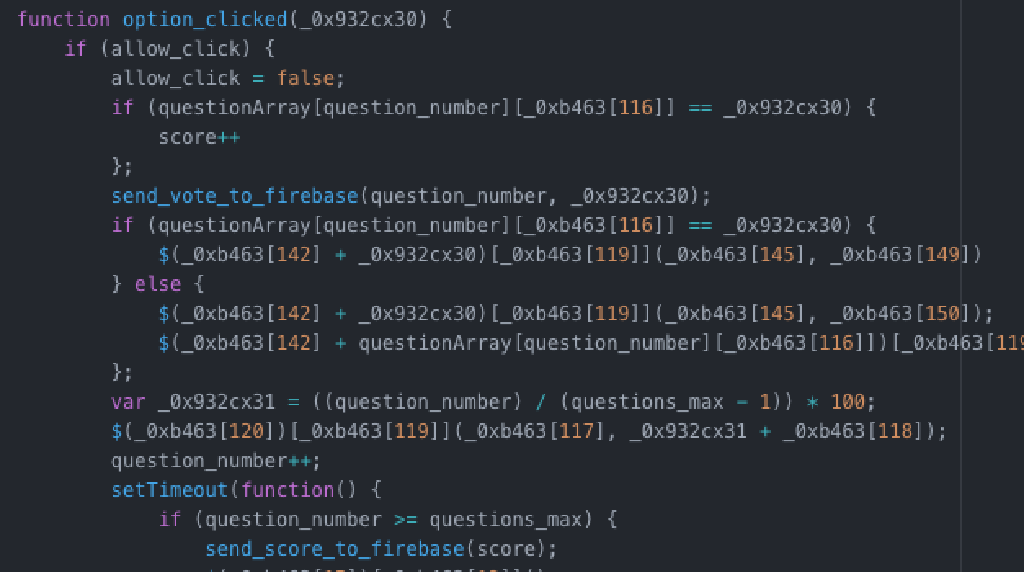 function option_clicked(_0x932cx30) {
if (allow_click) {
allow_click = false;
if (questionArray[question_number][_0xb463[116]] == _0x932cx30) {
score++
};
send_vote_to_firebase(question_number, _0x932cx30);
if (questionArray[question_number][_0xb463[116]] == _0x932cx30) {
$(_0xb463[142] + _0x932cx30)[_0xb463[119]](_0xb463[145], _0xb463[149])
} else {
$(_0xb463[142] + _0x932cx30)[_0xb463[119]](_0xb463[145], _0xb463[150]);
$(_0xb463[142] + questionArray[question_number][_0xb463[116]])[_0xb463[119
};
var _0x932cx31 = ((question_number) / (questions_max - 1)) * 100;
$(_0xb463[120])[_0xb463[119]](_0xb463[117], _0x932cx31 + _0xb463[118]);
question_number++;
setTimeout(function() {
if (question_number >= questions_max) {
send_score_to_firebase(score);